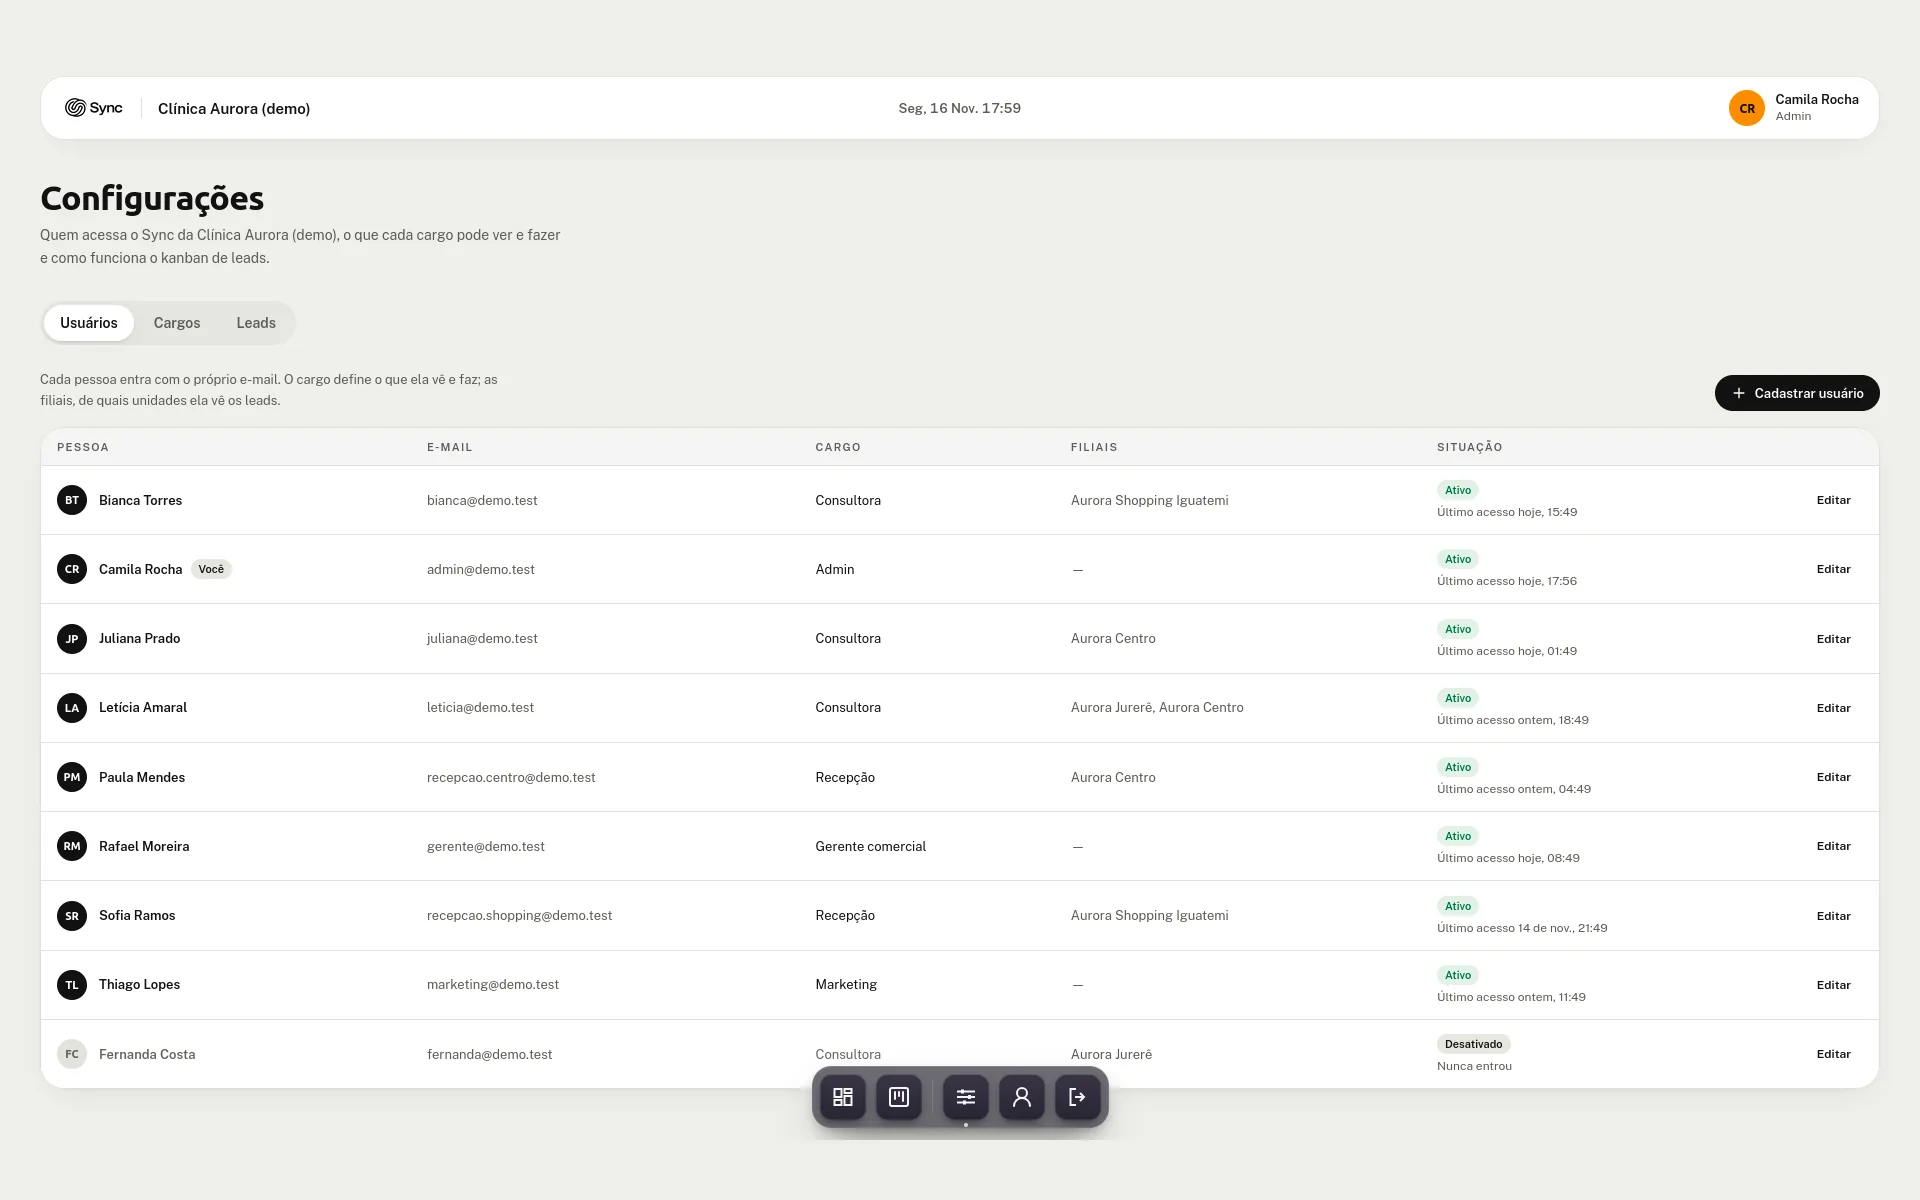 Sync
Clínica Aurora (demo)
Seg, 16 Nov. 17:59
CR
Camila Rocha
Admin
Configurações
Quem acessa o Sync da Clínica Aurora (demo), o que cada cargo pode ver e fazer
e como funciona o kanban de leads.
Usuários
Cargos
Leads
Cada pessoa entra com o próprio e-mail. O cargo define o que ela vê e faz; as
filiais, de quais unidades ela vê os leads.
Cadastrar usuário
PESSOA E-MAIL CARGO FILIAIS SITUAÇÃO
BT Bianca Torres bianca@demo.test Consultora Aurora Shopping Iguatemi Ativo Editar
Último acesso hoje, 15:49
CR Camila Rocha Você admin@demo.test Admin — Ativo Editar
Último acesso hoje, 17:56
JP Juliana Prado juliana@demo.test Consultora Aurora Centro Ativo Editar
Último acesso hoje, 01:49
LA Letícia Amaral leticia@demo.test Consultora Aurora Jurerê, Aurora Centro Ativo Editar
Último acesso ontem, 18:49
PM Paula Mendes recepcao.centro@demo.test Recepção Aurora Centro Ativo Editar
Último acesso ontem, 04:49
RM Rafael Moreira gerente@demo.test Gerente comercial — Ativo Editar
Último acesso hoje, 08:49
SR Sofia Ramos recepcao.shopping@demo.test Recepção Aurora Shopping Iguatemi Ativo Editar
Último acesso 14 de nov., 21:49
TL Thiago Lopes marketing@demo.test Marketing — Ativo Editar
Último acesso ontem, 11:49
FC Fernanda Costa fernanda@demo.test Consultora Aurora Jurerê Desativado Editar
Nunca entrou